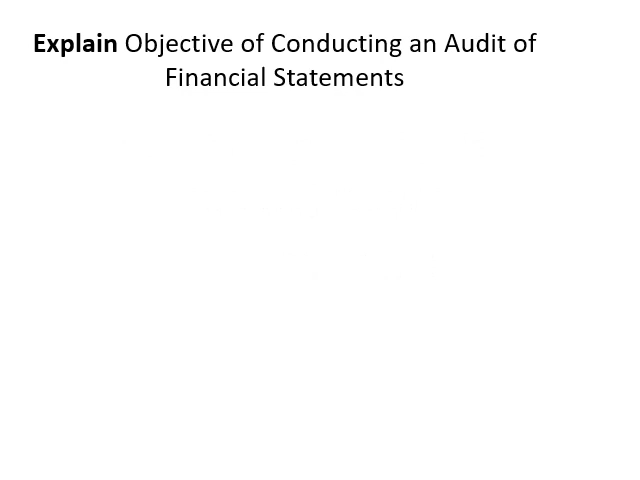 Explain Objective of Conducting an Audit of
Financial Statements